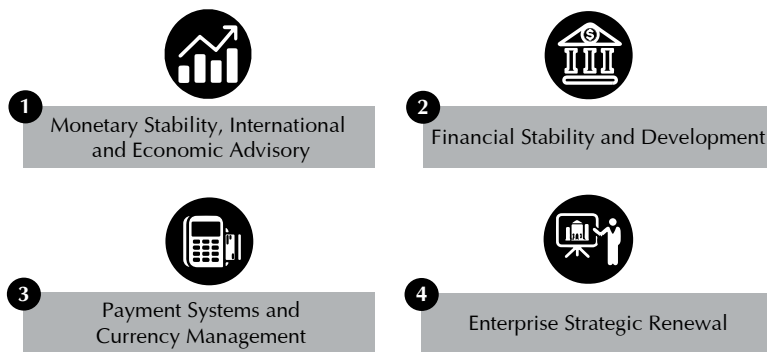 1
Monetary Stability, International
and Economic Advisory
$
2
Financial Stability and Development
3
Payment Systems and
Currency Management
4
Enterprise Strategic Renewal